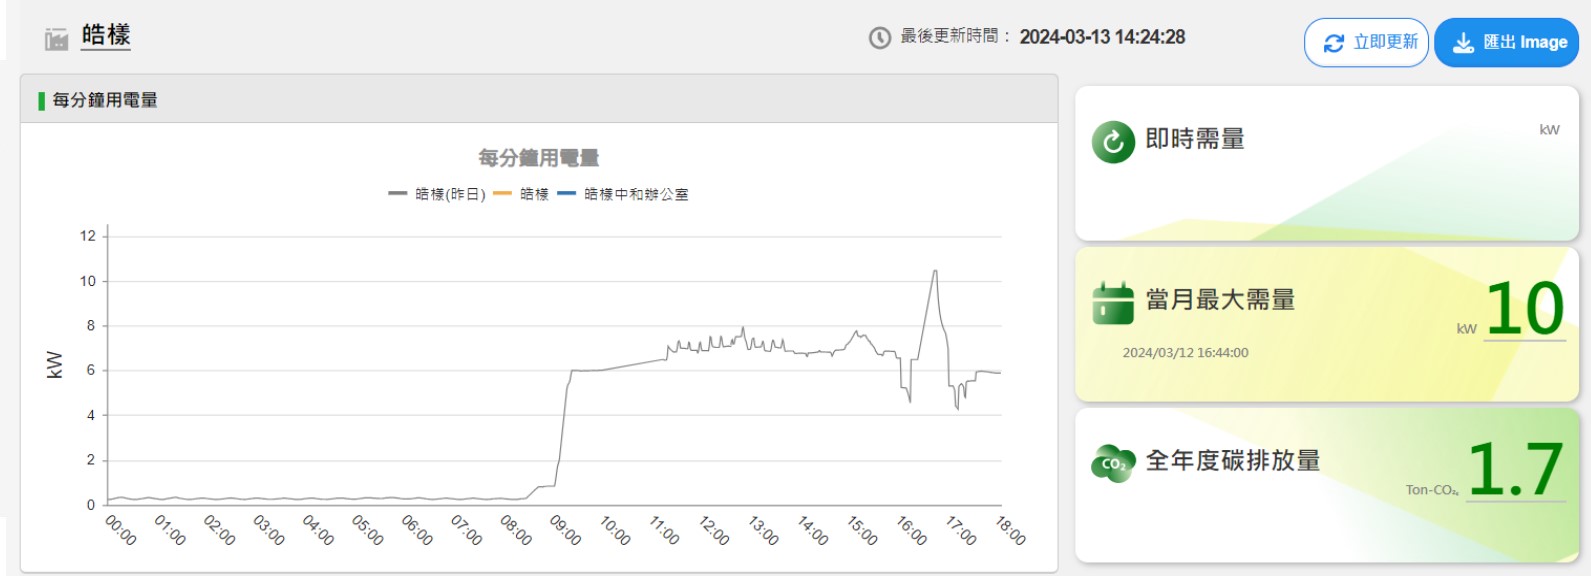 皓樣
最後更新時間： 2024-03-13 14:24:28
立即更新
匯出 Image
每分鐘用電量
每分鐘用電量
皓樣(昨日) 皓樣 皓樣中和辦公室
kW
12
10
8
6
4
2
0
00:00 01:00 02:00 03:00 04:00 05:00 06:00 07:00 08:00 09:00 10:00 11:00 12:00 13:00 14:00 15:00 16:00 17:00 18:00
即時需量
kW
當月最大需量
kW 10
2024/03/12 16:44:00
CO₂
全年度碳排放量
Ton-CO₂ₑ 1.7